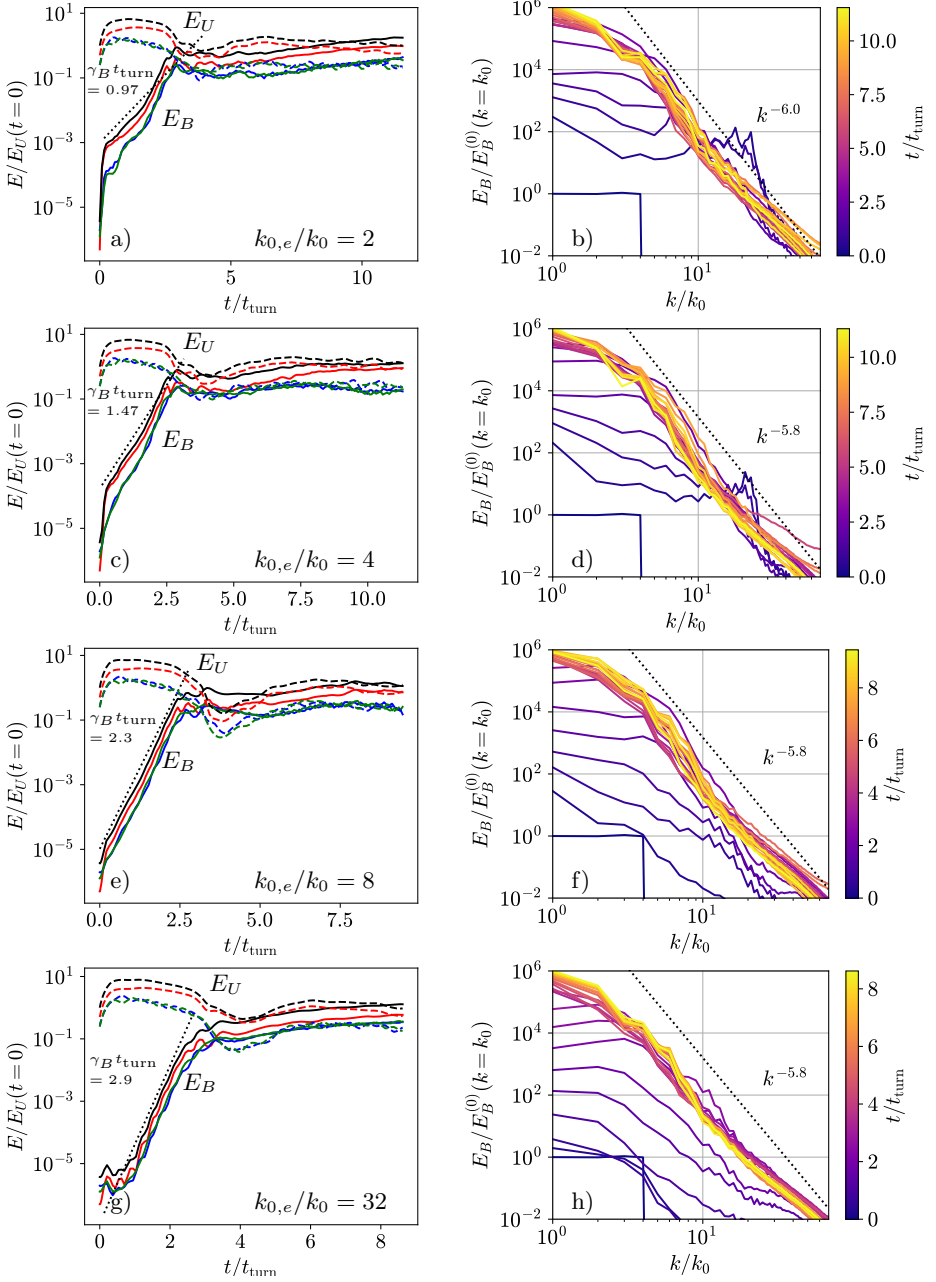 10^1
10^{-1}
10^{-3}
10^{-5}
E/E_U(t = 0)
E_U
γ_B t_turn
= 0.97
E_B
a)
k_{0,e}/k_0 = 2
0 5 10
t/t_turn
10^6
10^4
10^2
10^0
10^{-2}
E_B/E_B^{(0)}(k = k_0)
k^{-6.0}
b)
10^0 10^1
k/k_0
10.0
7.5
5.0
2.5
0.0
t/t_turn
10^1
10^{-1}
10^{-3}
10^{-5}
E/E_U(t = 0)
E_U
γ_B t_turn
= 1.47
E_B
c)
k_{0,e}/k_0 = 4
0.0 2.5 5.0 7.5 10.0
t/t_turn
10^6
10^4
10^2
10^0
10^{-2}
E_B/E_B^{(0)}(k = k_0)
k^{-5.8}
d)
10^0 10^1
k/k_0
10.0
7.5
5.0
2.5
0.0
t/t_turn
10^1
10^{-1}
10^{-3}
10^{-5}
E/E_U(t = 0)
E_U
γ_B t_turn
= 2.3
E_B
e)
k_{0,e}/k_0 = 8
0.0 2.5 5.0 7.5
t/t_turn
10^6
10^4
10^2
10^0
10^{-2}
E_B/E_B^{(0)}(k = k_0)
k^{-5.8}
f)
10^0 10^1
k/k_0
8
6
4
2
0
t/t_turn
10^1
10^{-1}
10^{-3}
10^{-5}
E/E_U(t = 0)
E_U
γ_B t_turn
= 2.9
E_B
g)
k_{0,e}/k_0 = 32
0 2 4 6 8
t/t_turn
10^6
10^4
10^2
10^0
10^{-2}
E_B/E_B^{(0)}(k = k_0)
k^{-5.8}
h)
10^0 10^1
k/k_0
8
6
4
2
0
t/t_turn